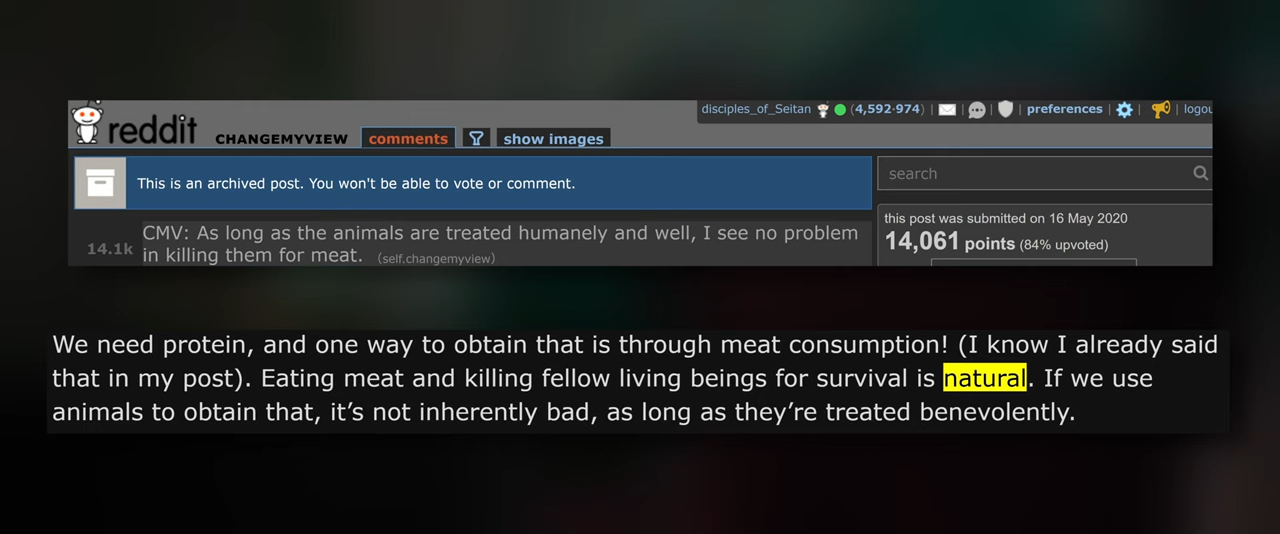 disciples_of_Seitan (4,592·974) | | | | preferences | | | logou
reddit CHANGEMYVIEW comments show images
This is an archived post. You won't be able to vote or comment.
search
this post was submitted on 16 May 2020
14,061 points (84% upvoted)
14.1k
CMV: As long as the animals are treated humanely and well, I see no problem
in killing them for meat. (self.changemyview)
We need protein, and one way to obtain that is through meat consumption! (I know I already said
that in my post). Eating meat and killing fellow living beings for survival is natural. If we use
animals to obtain that, it’s not inherently bad, as long as they’re treated benevolently.